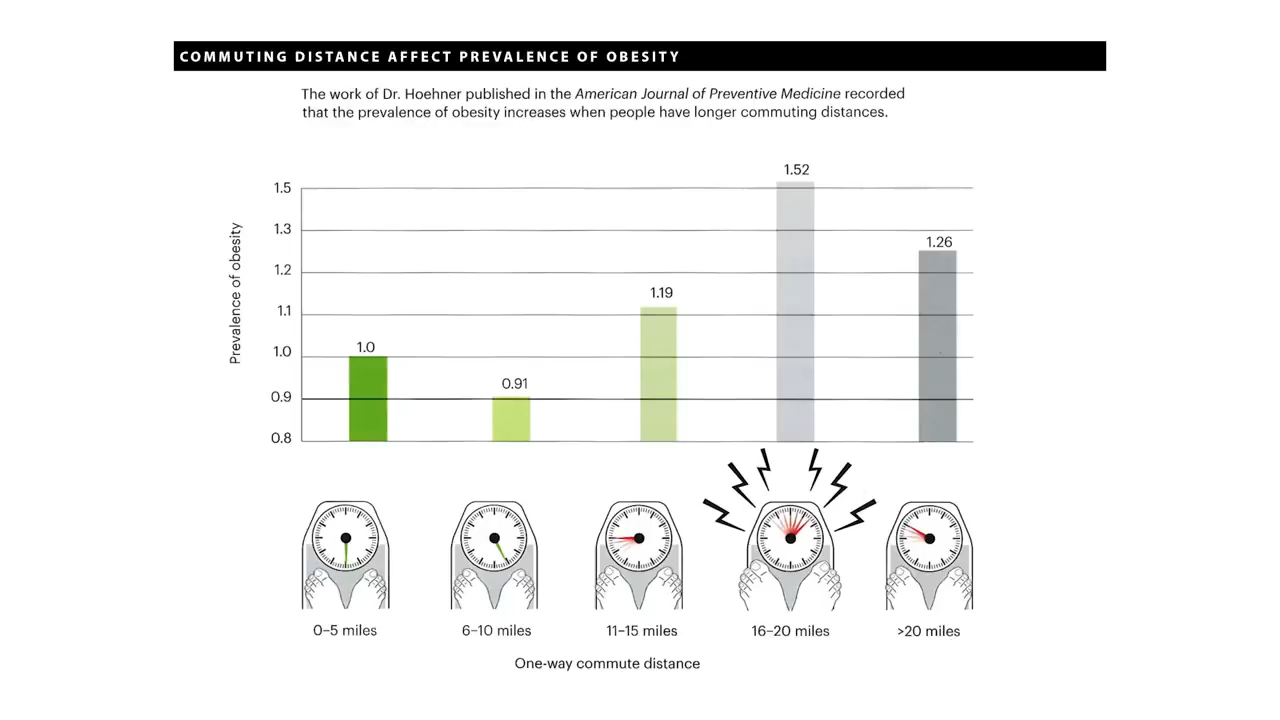 COMMUTING DISTANCE AFFECT PREVALENCE OF OBESITY
The work of Dr. Hoehner published in the American Journal of Preventive Medicine recorded
that the prevalence of obesity increases when people have longer commuting distances.
Prevalence of obesity
1.5
1.3
1.2
1.1
1.0
0.9
0.8
1.0
0.91
1.19
1.52
1.26
0–5 miles
6–10 miles
11–15 miles
16–20 miles
>20 miles
One-way commute distance